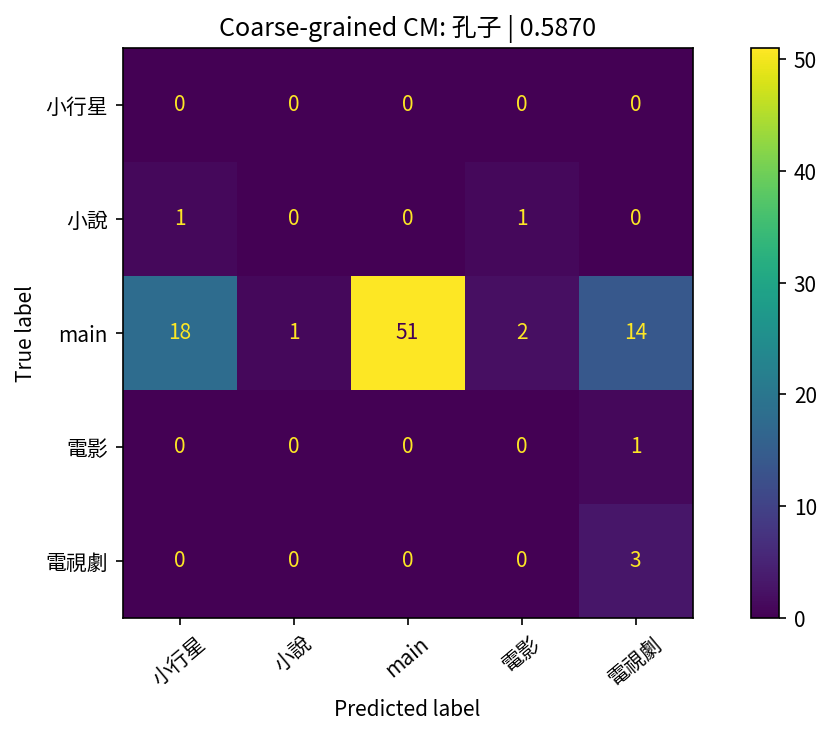 Coarse-grained CM: 孔子 | 0.5870
True label
小行星 0 0 0 0 0
小說 1 0 0 1 0
main 18 1 51 2 14
電影 0 0 0 0 1
電視劇 0 0 0 0 3
小行星 小說 main 電影 電視劇
Predicted label
50
40
30
20
10
0